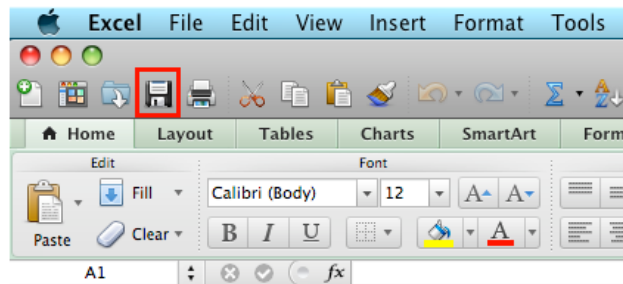 Excel File Edit View Insert Format Tools
Home Layout Tables Charts SmartArt Form
Edit Font
Fill Calibri (Body) 12 A A
Paste Clear B I U A
A1 fx